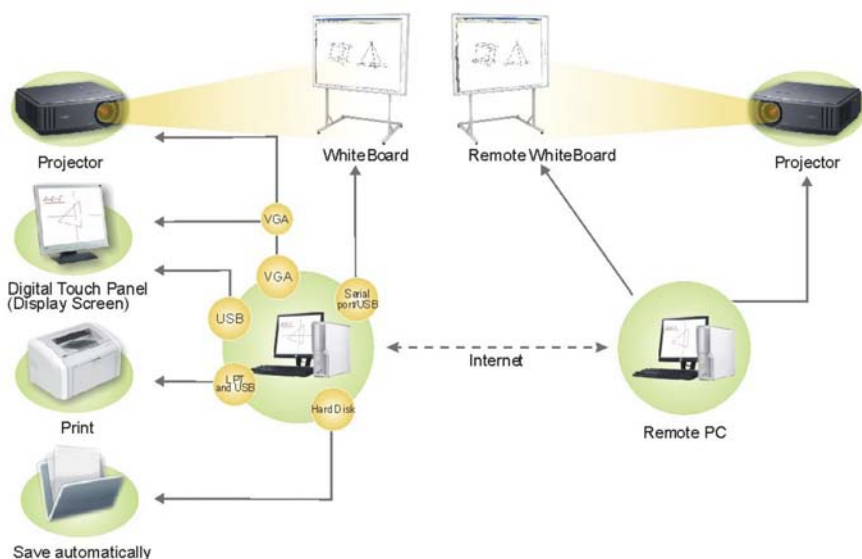 Projector
WhiteBoard
Remote WhiteBoard
Projector
VGA
Digital Touch Panel
(Display Screen)
VGA
USB
Serial
port/USB
Internet
LPT
and USB
Hard Disk
Print
Remote PC
Save automatically